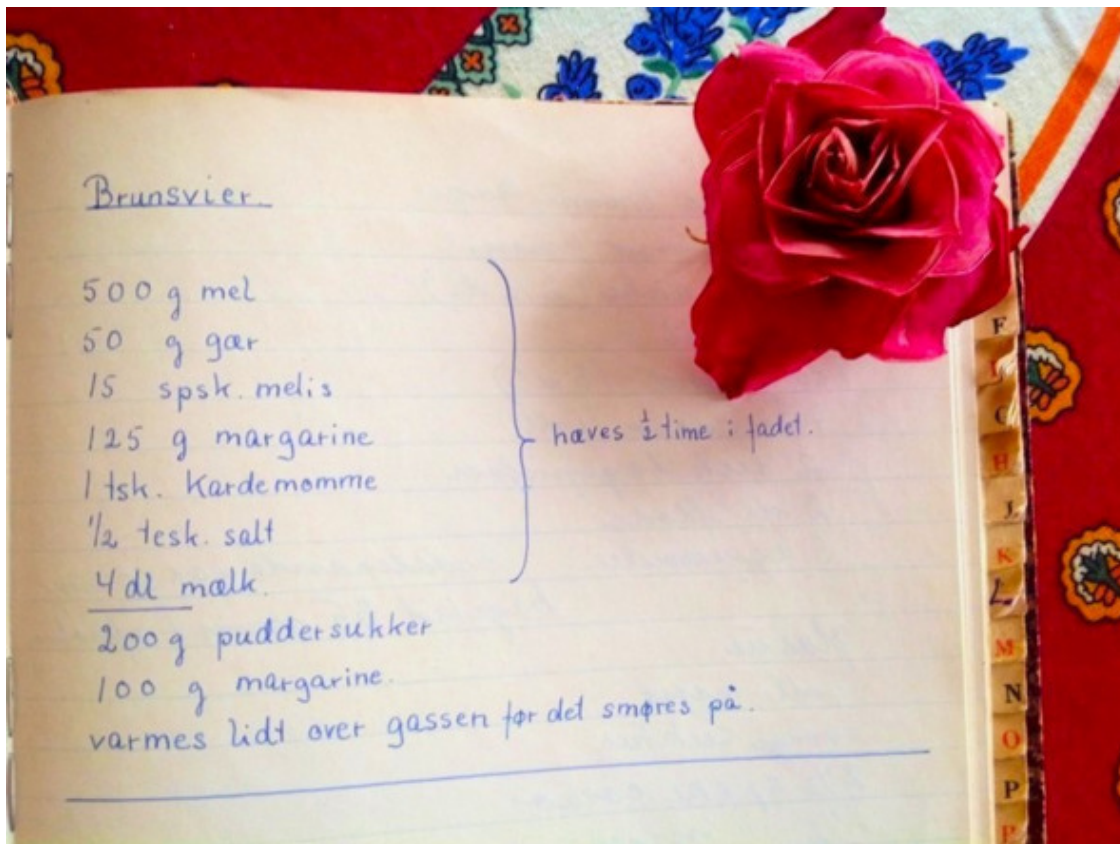 Brunsvier.
500 g mel
50 g gær
15 spsk. melis
125 g margarine
1 tsk. Kardemomme
1/2 tesk. salt
4 dl mælk.
hæves 1/2 time i fadet.
200 g puddersukker
100 g margarine.
varmes lidt over gassen før det smøres på.
F
G
H
J
K
L
M
N
O
P